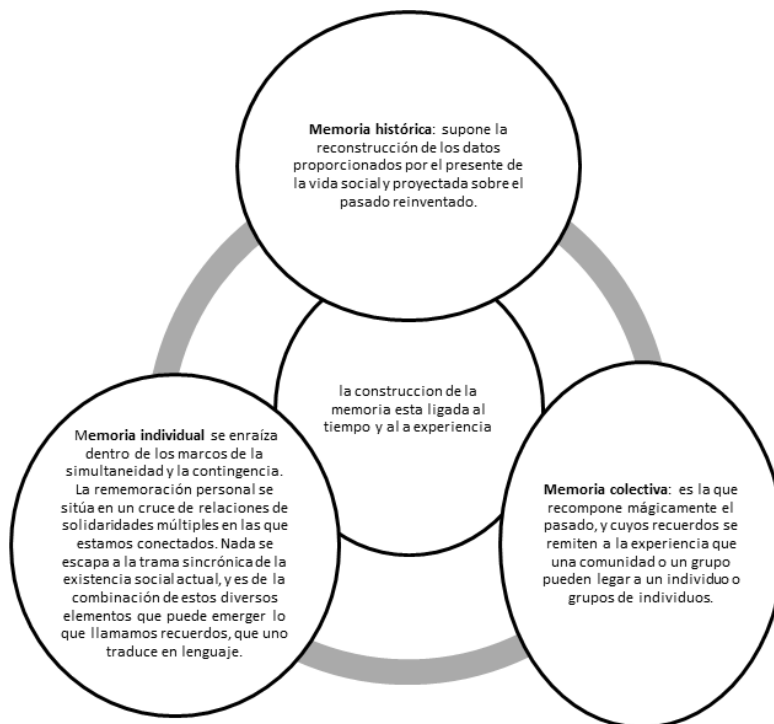 Memoria histórica: supone la
reconstrucción de los datos
proporcionados por el presente de
la vida social y proyectada sobre el
pasado reinventado.
la construccion de la
memoria esta ligada al
tiempo y al a experiencia
Memoria individual se enraíza
dentro de los marcos de la
simultaneidad y la contingencia.
La rememoración personal se
sitúa en un cruce de relaciones de
solidaridades múltiples en las que
estamos conectados. Nada se
escapa a la trama sincrónica de la
existencia social actual, y es de la
combinación de estos diversos
elementos que puede emerger lo
que llamamos recuerdos, que uno
traduce en lenguaje.
Memoria colectiva: es la que
recompone mágicamente el
pasado, y cuyos recuerdos se
remiten a la experiencia que
una comunidad o un grupo
pueden legar a un individuo o
grupos de individuos.